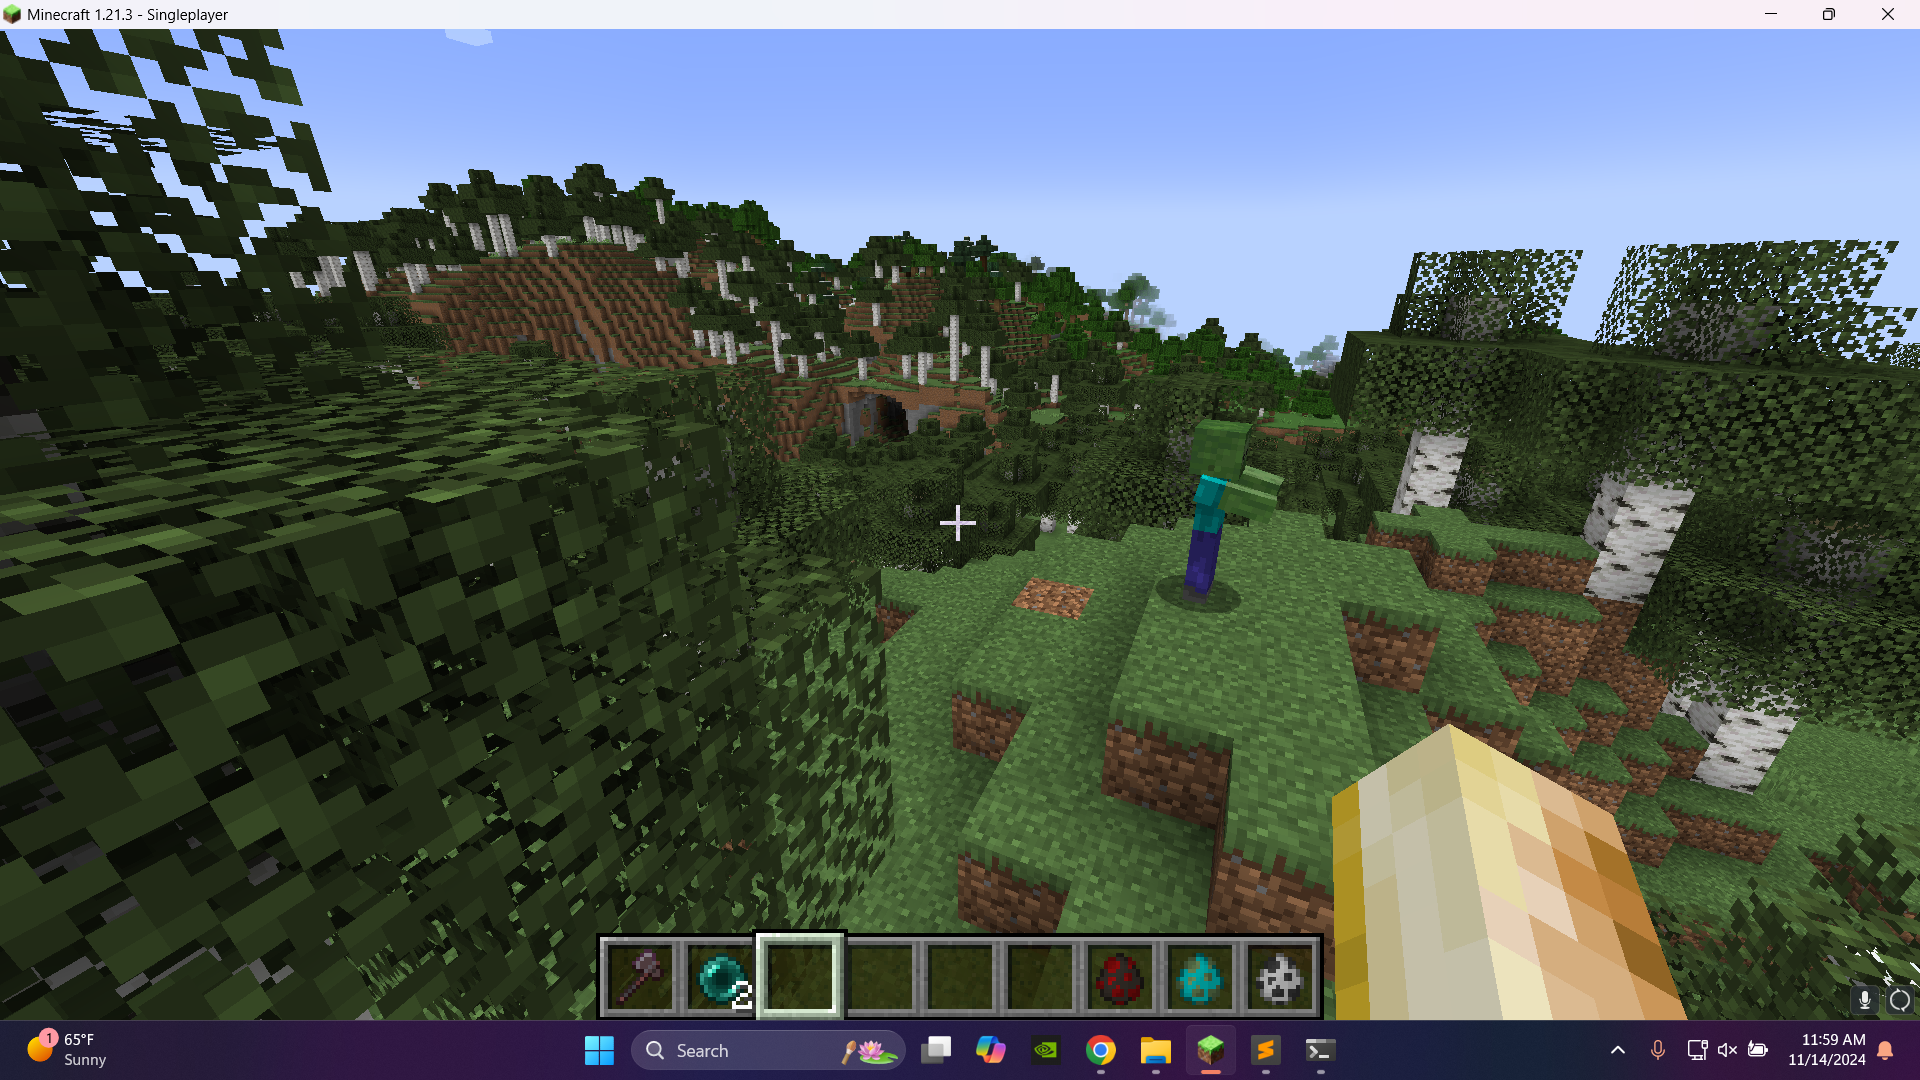 Minecraft 1.21.3 - Singleplayer
2
1
65°F
Sunny
Search
11:59 AM
11/14/2024